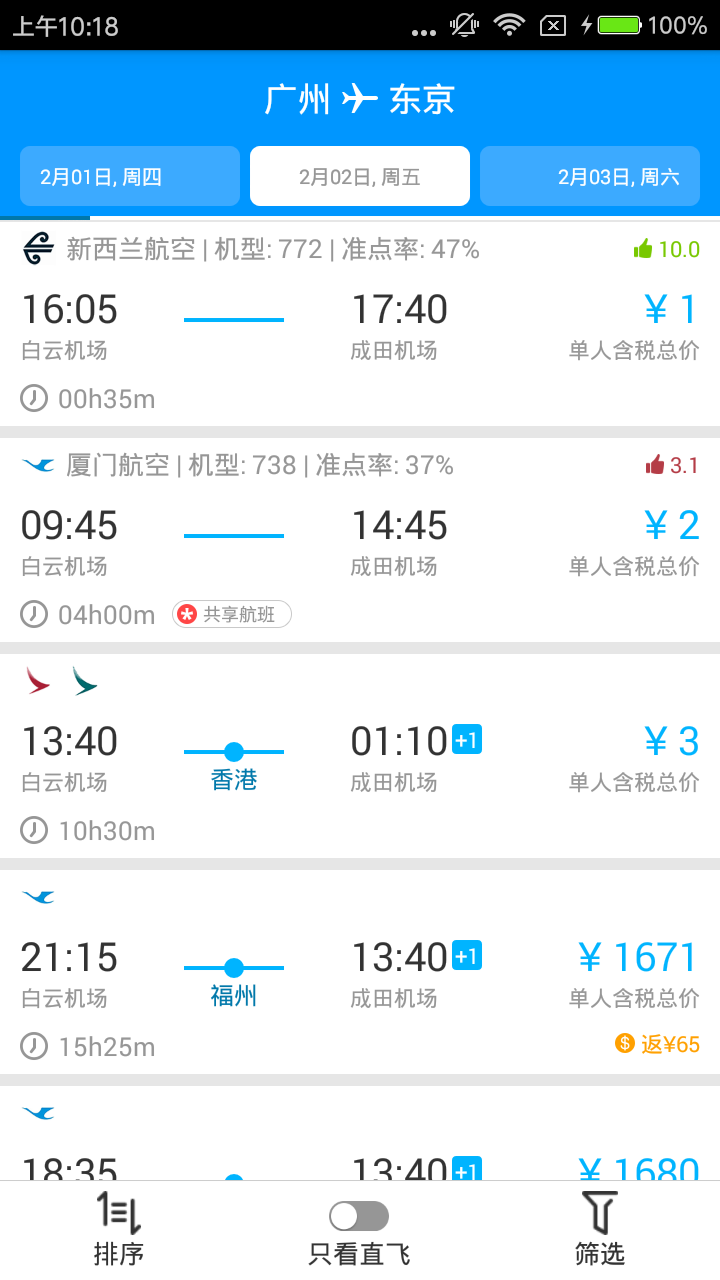 上午10:18 ... 100%
广州 东京
2月01日, 周四 2月02日, 周五 2月03日, 周六
新西兰航空 | 机型: 772 | 准点率: 47% 10.0
16:05 17:40 ¥ 1
白云机场 成田机场 单人含税总价
00h35m
厦门航空 | 机型: 738 | 准点率: 37% 3.1
09:45 14:45 ¥ 2
白云机场 成田机场 单人含税总价
04h00m 共享航班
13:40 01:10 +1 ¥ 3
白云机场 香港 成田机场 单人含税总价
10h30m
21:15 13:40 +1 ¥ 1671
白云机场 福州 成田机场 单人含税总价
15h25m 返¥65
18:35 13:40 +1 ¥ 1680
排序 只看直飞 筛选